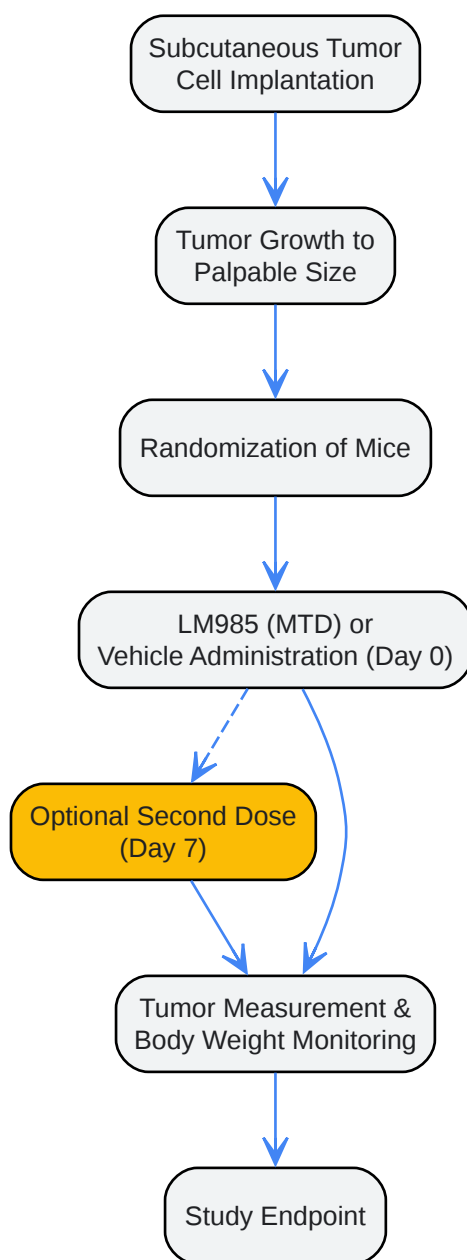 Subcutaneous Tumor
Cell Implantation
Tumor Growth to
Palpable Size
Randomization of Mice
LM985 (MTD) or
Vehicle Administration (Day 0)
Optional Second Dose
(Day 7)
Tumor Measurement &
Body Weight Monitoring
Study Endpoint